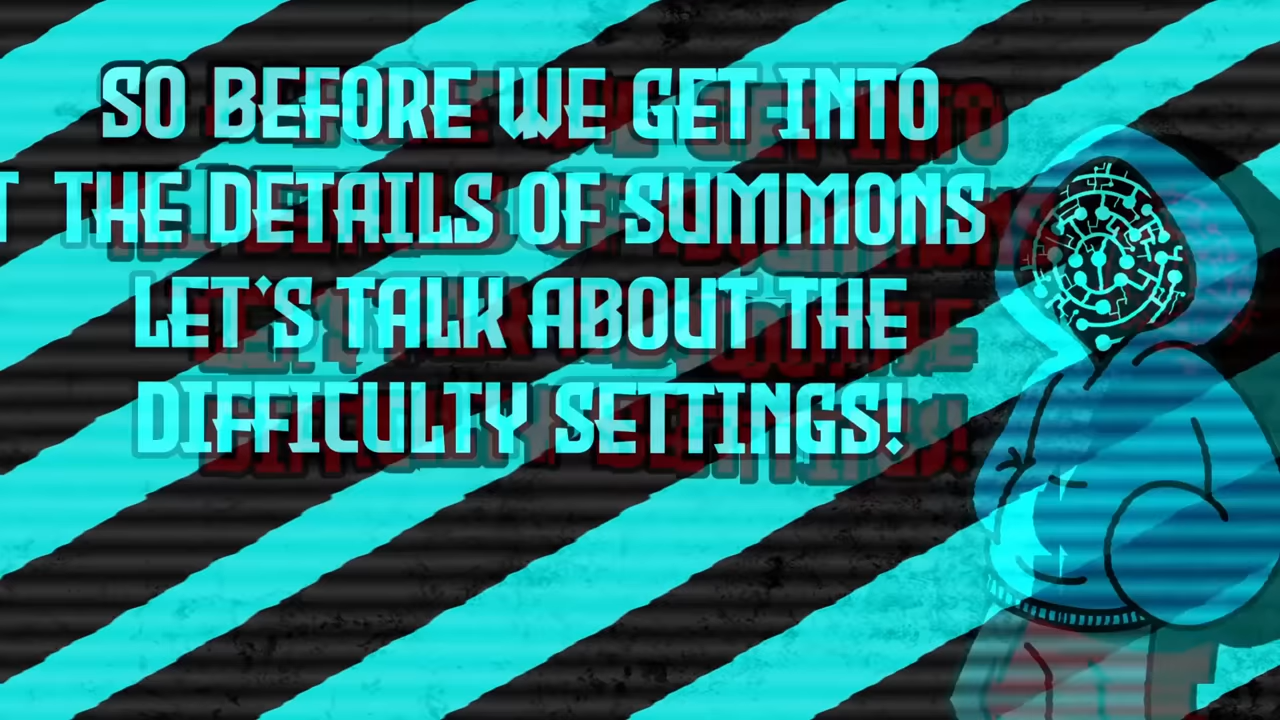 SO BEFORE WE GET INTO
THE DETAILS OF SUMMONS
LET'S TALK ABOUT THE
DIFFICULTY SETTINGS!